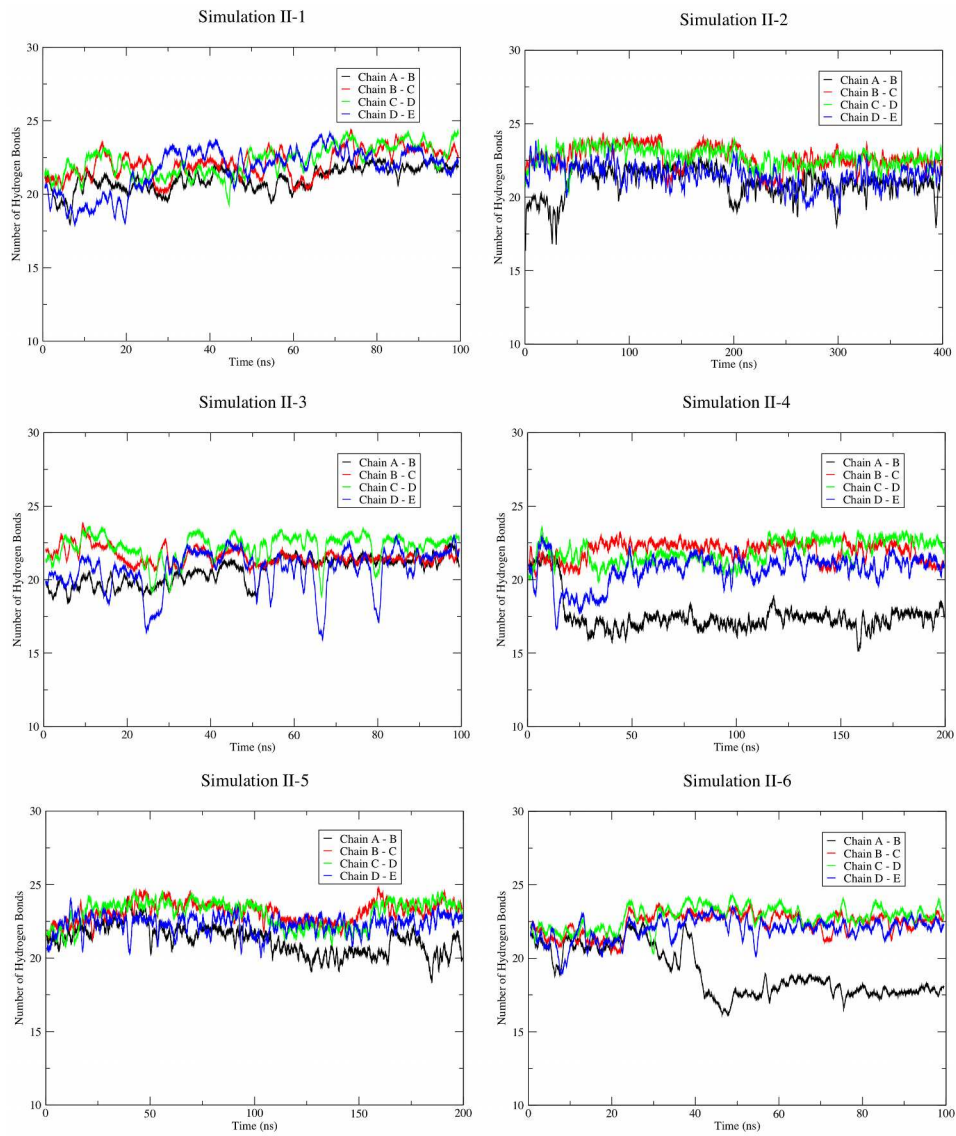 Simulation II-1
30
25
20
15
10
Number of Hydrogen Bonds
Chain A - B
Chain B - C
Chain C - D
Chain D - E
0 20 40 60 80 100
Time (ns)
Simulation II-2
30
25
20
15
10
Number of Hydrogen Bonds
Chain A - B
Chain B - C
Chain C - D
Chain D - E
0 100 200 300 400
Time (ns)
Simulation II-3
30
25
20
15
10
Number of Hydrogen Bonds
Chain A - B
Chain B - C
Chain C - D
Chain D - E
0 20 40 60 80 100
Time (ns)
Simulation II-4
30
25
20
15
10
Number of Hydrogen Bonds
Chain A - B
Chain B - C
Chain C - D
Chain D - E
0 50 100 150 200
Time (ns)
Simulation II-5
30
25
20
15
10
Number of Hydrogen Bonds
Chain A - B
Chain B - C
Chain C - D
Chain D - E
0 50 100 150 200
Time (ns)
Simulation II-6
30
25
20
15
10
Number of Hydrogen Bonds
Chain A - B
Chain B - C
Chain C - D
Chain D - E
0 20 40 60 80 100
Time (ns)